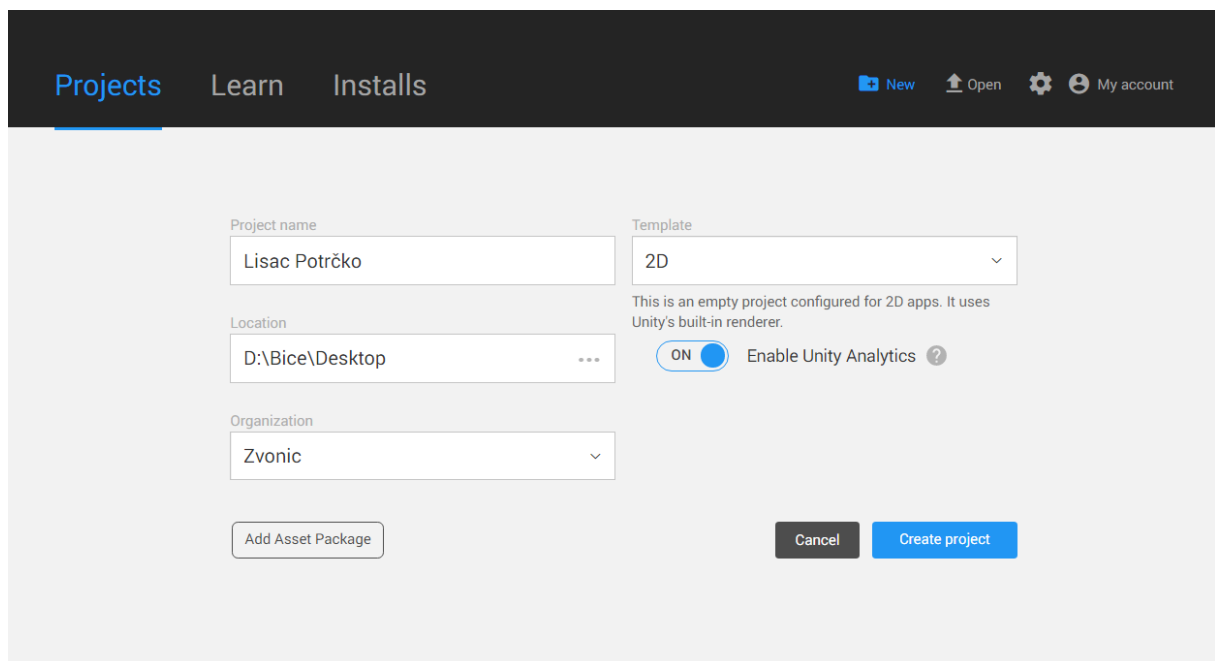 Projects Learn Installs New Open My account
Project name
Lisac Potrčko
Location
D:\Bice\Desktop
Organization
Zvonic
Add Asset Package
Template
2D
This is an empty project configured for 2D apps. It uses
Unity's built-in renderer.
ON Enable Unity Analytics ?
Cancel Create project